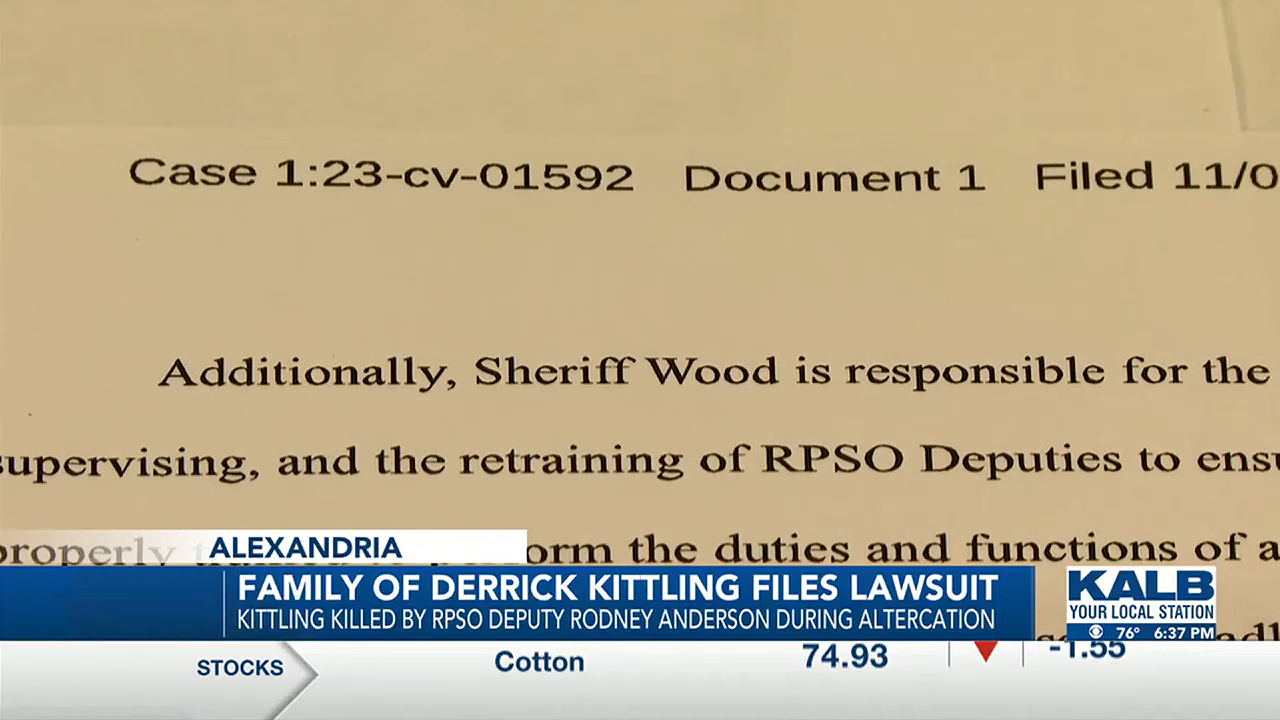 Case 1:23-cv-01592 Document 1 Filed 11/0
Additionally, Sheriff Wood is responsible for the
supervising, and the retraining of RPSO Deputies to ensu
properly to perform the duties and functions of a
ALEXANDRIA
FAMILY OF DERRICK KITTLING FILES LAWSUIT
KITTLING KILLED BY RPSO DEPUTY RODNEY ANDERSON DURING ALTERCATION
KALB
YOUR LOCAL STATION
76° 6:37 PM
STOCKS
Cotton 74.93 -1.55